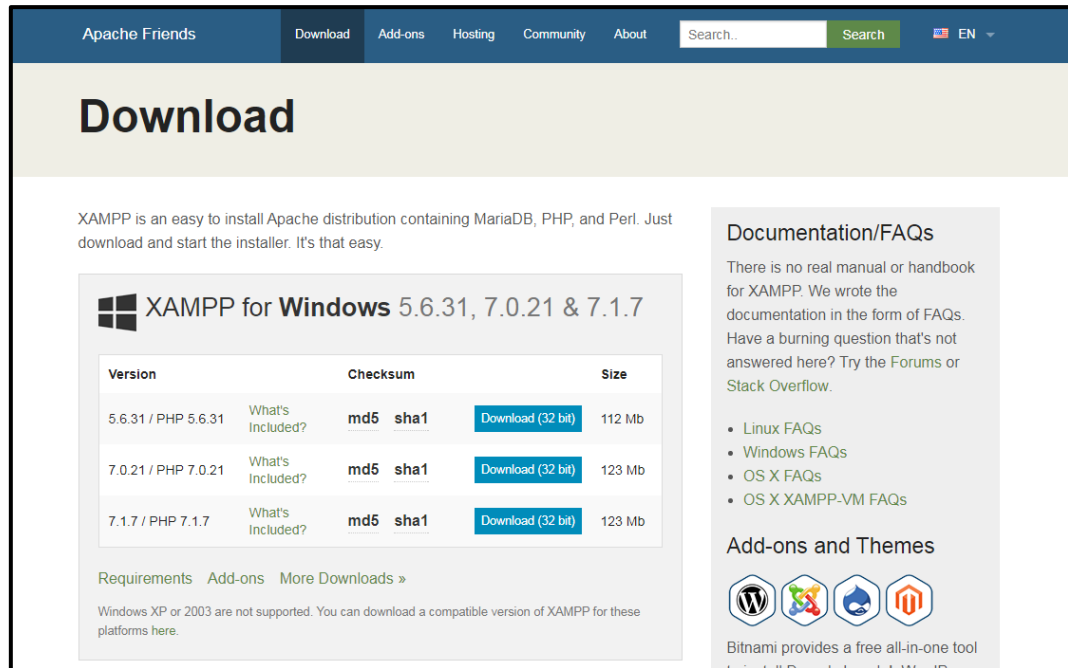 Apache Friends
Download
Add-ons
Hosting
Community
About
Search..
Search
EN
Download
XAMPP is an easy to install Apache distribution containing MariaDB, PHP, and Perl. Just
download and start the installer. It's that easy.
XAMPP for Windows 5.6.31, 7.0.21 & 7.1.7
Version Checksum Size
5.6.31 / PHP 5.6.31 What's Included? md5 sha1 Download (32 bit) 112 Mb
7.0.21 / PHP 7.0.21 What's Included? md5 sha1 Download (32 bit) 123 Mb
7.1.7 / PHP 7.1.7 What's Included? md5 sha1 Download (32 bit) 123 Mb
Requirements Add-ons More Downloads »
Windows XP or 2003 are not supported. You can download a compatible version of XAMPP for these
platforms here.
Documentation/FAQs
There is no real manual or handbook
for XAMPP. We wrote the
documentation in the form of FAQs.
Have a burning question that's not
answered here? Try the Forums or
Stack Overflow.
• Linux FAQs
• Windows FAQs
• OS X FAQs
• OS X XAMPP-VM FAQs
Add-ons and Themes
Bitnami provides a free all-in-one tool